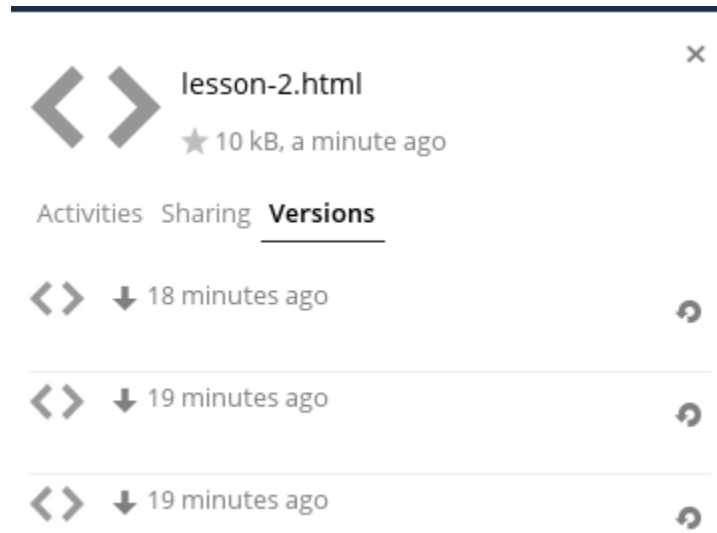 lesson-2.html
10 kB, a minute ago
Activities Sharing Versions
18 minutes ago
19 minutes ago
19 minutes ago